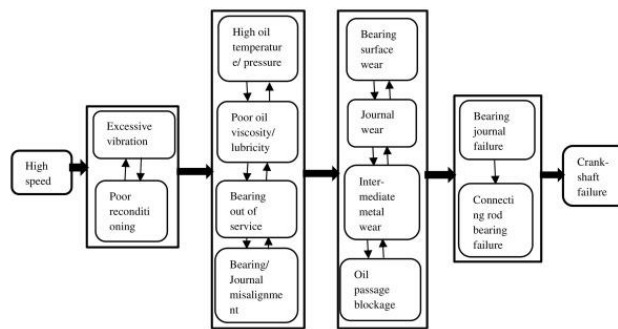 High
speed
Excessive
vibration
Poor
reconditi
oning
High oil
temperatur
e/ pressure
Poor oil
viscosity/
lubricity
Bearing
out of
service
Bearing/
Journal
misalignme
nt
Bearing
surface
wear
Journal
wear
Inter-
mediate
metal
wear
Oil
passage
blockage
Bearing
journal
failure
Connecti
ng rod
bearing
failure
Crank-
shaft
failure